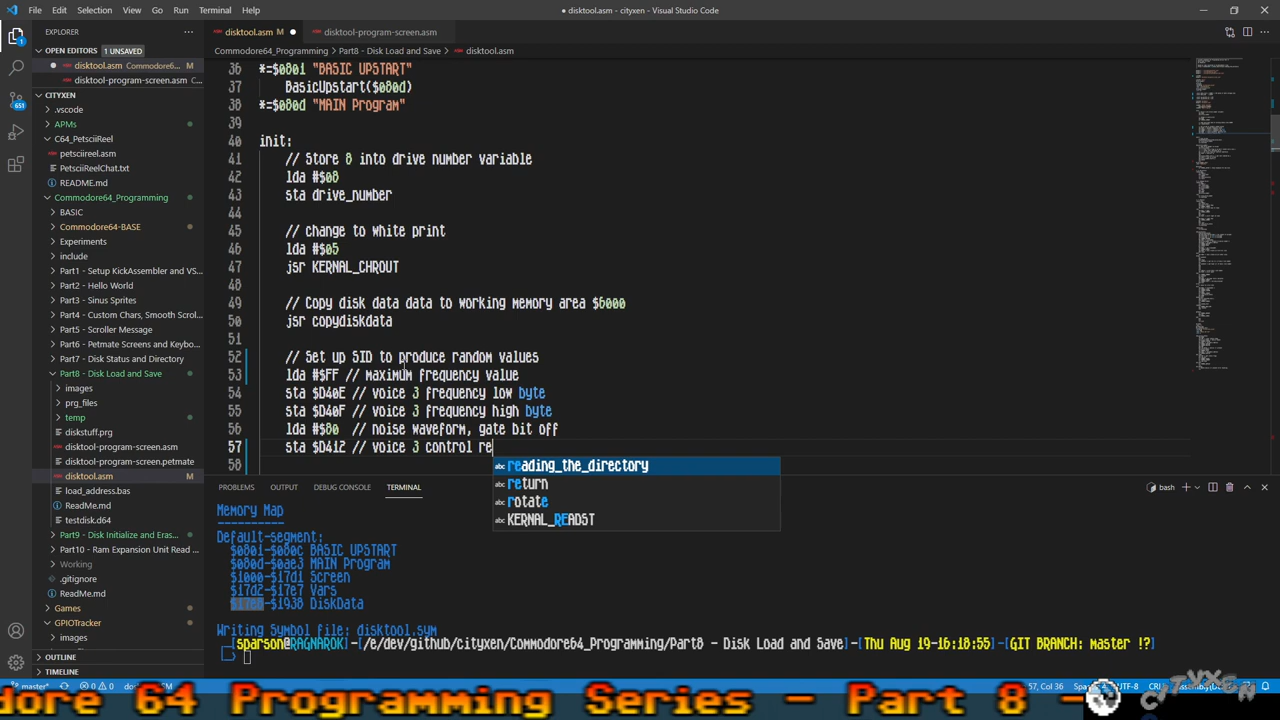 File Edit Selection View Go Run Terminal Help
● disktool.asm - cityxen - Visual Studio Code
EXPLORER
OPEN EDITORS 1 UNSAVED
disktool.asm Commodore6... M
disktool-program-screen.asm Co...
CITYXEN
.vscode
APMs
C64_PetsciiReel
petsciireel.asm
PetsciiReelChat.txt
README.md
Commodore64_Programming
BASIC
Commodore64-BASE
Experiments
include
Part1 - Setup KickAssembler and VS...
Part2 - Hello World
Part3 - Sinus Sprites
Part4 - Custom Chars, Smooth Scrol...
Part5 - Scroller Message
Part6 - Petmate Screens and Keyboa...
Part7 - Disk Status and Directory
Part8 - Disk Load and Save
images
prg_files
temp
diskstuff.prg
disktool-program-screen.asm
disktool-program-screen.petmate
disktool.asm M
load_address.bas
ReadMe.md
testdisk.d64
Part9 - Disk Initialize and Eras...
Part10 - Ram Expansion Unit Read ...
Working
.gitignore
ReadMe.md
Games
GPIOTracker
images
OUTLINE
TIMELINE
651
1
disktool.asm M ● disktool-program-screen.asm
Commodore64_Programming > Part8 - Disk Load and Save > disktool.asm
36 *=$0801 "BASIC UPSTART"
37 BasicUpstart($080d)
38 *=$080d "MAIN Program"
39
40 init:
41 // Store 8 into drive number variable
42 lda #$08
43 sta drive_number
44
45 // change to white print
46 lda #$05
47 jsr KERNAL_CHROUT
48
49 // Copy disk data data to working memory area $6000
50 jsr copydiskdata
51
52 // Set up SID to produce random values
53 lda #$FF // maximum frequency value
54 sta $D40E // voice 3 frequency low byte
55 sta $D40F // voice 3 frequency high byte
56 lda #$80 // noise waveform, gate bit off
57 sta $D412 // voice 3 control re
58
abc reading_the_directory
abc return
abc rotate
abc KERNAL_READST
PROBLEMS OUTPUT DEBUG CONSOLE TERMINAL
bash
Memory Map
----------
Default-segment:
$0801-$080c BASIC UPSTART
$080d-$0ae3 MAIN Program
$1000-$17d1 Screen
$17d2-$17e7 Vars
$17e8-$1938 DiskData
Writing Symbol file: disktool.sym
[sparson@RAGNAROK]-[/e/dev/github/cityxen/Commodore64_Programming/Part8 - Disk Load and Save]-[Thu Aug 19-16:18:55]-[GIT BRANCH: master !?]
master*
0 0
57, Col 36
UTF-8
CITYXEN
dore 64 Programming Series - Part 8 -